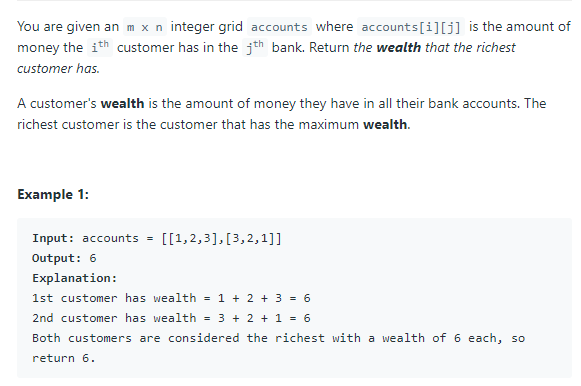 You are given an m x n integer grid accounts where accounts[i][j] is the amount of
money the ith customer has in the jth bank. Return the wealth that the richest
customer has.
A customer's wealth is the amount of money they have in all their bank accounts. The
richest customer is the customer that has the maximum wealth.
Example 1:
Input: accounts = [[1,2,3],[3,2,1]]
Output: 6
Explanation:
1st customer has wealth = 1 + 2 + 3 = 6
2nd customer has wealth = 3 + 2 + 1 = 6
Both customers are considered the richest with a wealth of 6 each, so
return 6.